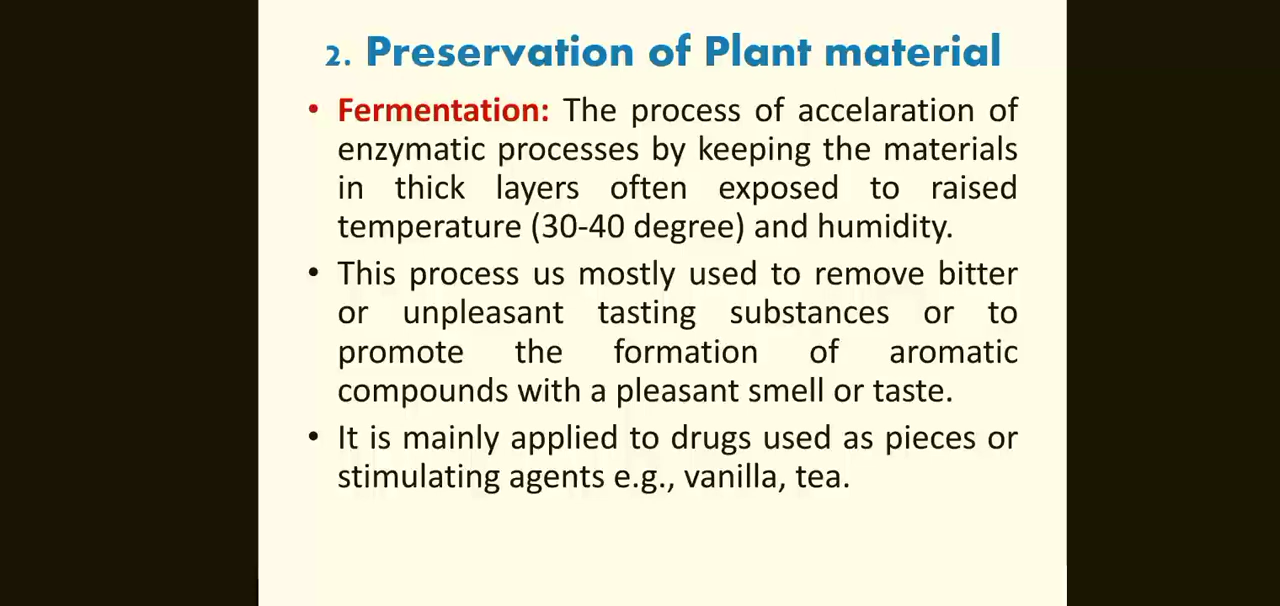 2. Preservation of Plant material
• Fermentation: The process of accelaration of
enzymatic processes by keeping the materials
in thick layers often exposed to raised
temperature (30-40 degree) and humidity.
• This process us mostly used to remove bitter
or unpleasant tasting substances or to
promote the formation of aromatic
compounds with a pleasant smell or taste.
• It is mainly applied to drugs used as pieces or
stimulating agents e.g., vanilla, tea.